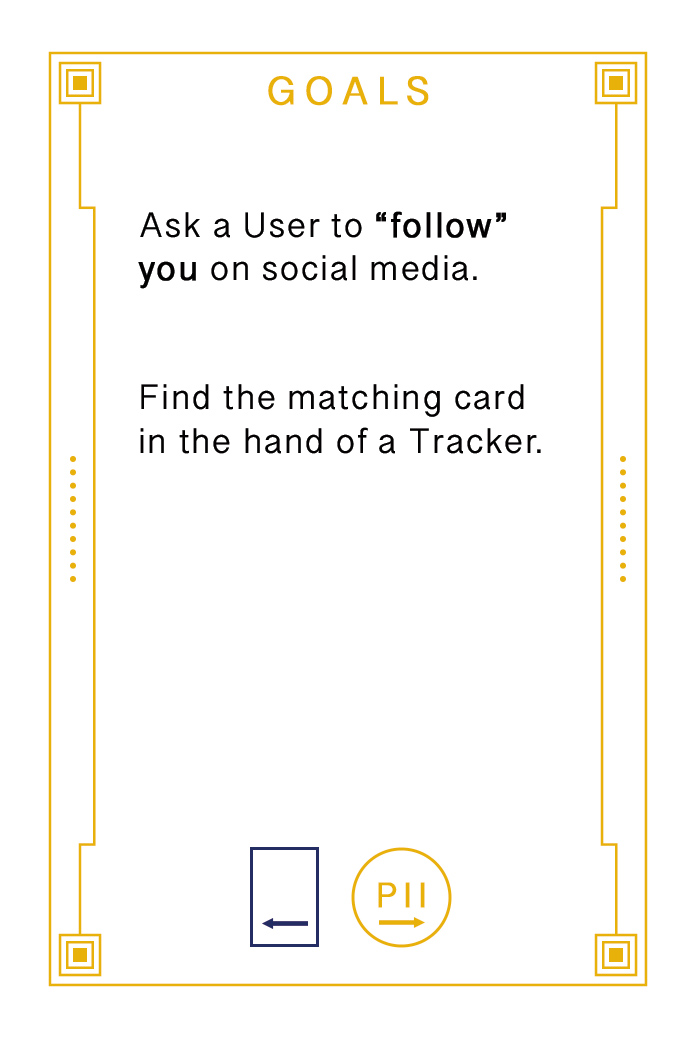 GOALS
Ask a User to “follow”
you on social media.
Find the matching card
in the hand of a Tracker.
PII